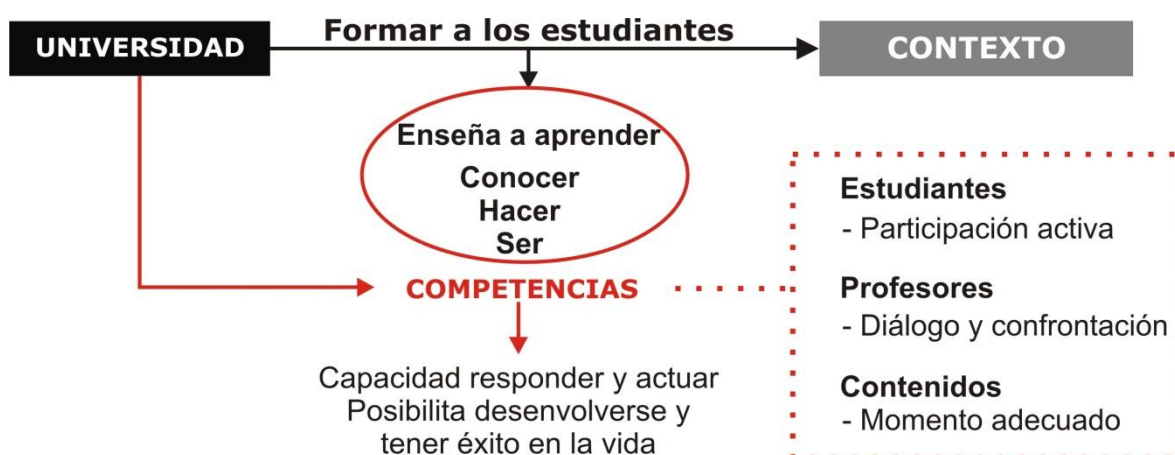 UNIVERSIDAD
Formar a los estudiantes
CONTEXTO
Enseña a aprender
Conocer
Hacer
Ser
COMPETENCIAS
Capacidad responder y actuar
Posibilita desenvolverse y
tener éxito en la vida
Estudiantes
- Participación activa
Profesores
- Diálogo y confrontación
Contenidos
- Momento adecuado